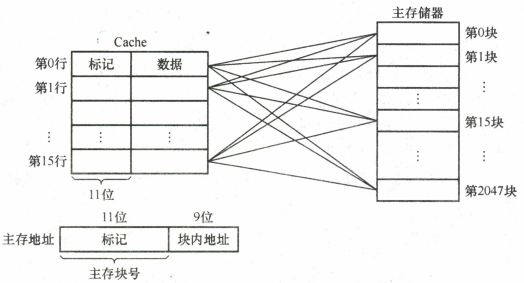 主存储器
Cache
第0行 标记 数据 第0块
第1行 第1块
⋮ ⋮ ⋮ ⋮ ⋮
第15块
第15行 ⋮ ⋮
11位 第2047块
11位 9位
主存地址 标记 块内地址
主存块号